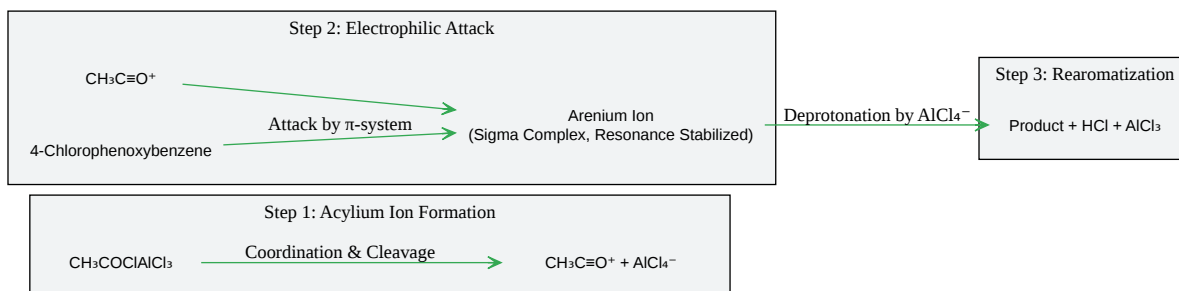 Step 2: Electrophilic Attack
CH₃C≡O⁺
Attack by π-system
4-Chlorophenoxybenzene
Arenium Ion
(Sigma Complex, Resonance Stabilized)
Deprotonation by AlCl₄⁻
Step 3: Rearomatization
Product + HCl + AlCl₃
Step 1: Acylium Ion Formation
CH₃COClAlCl₃
Coordination & Cleavage
CH₃C≡O⁺ + AlCl₄⁻